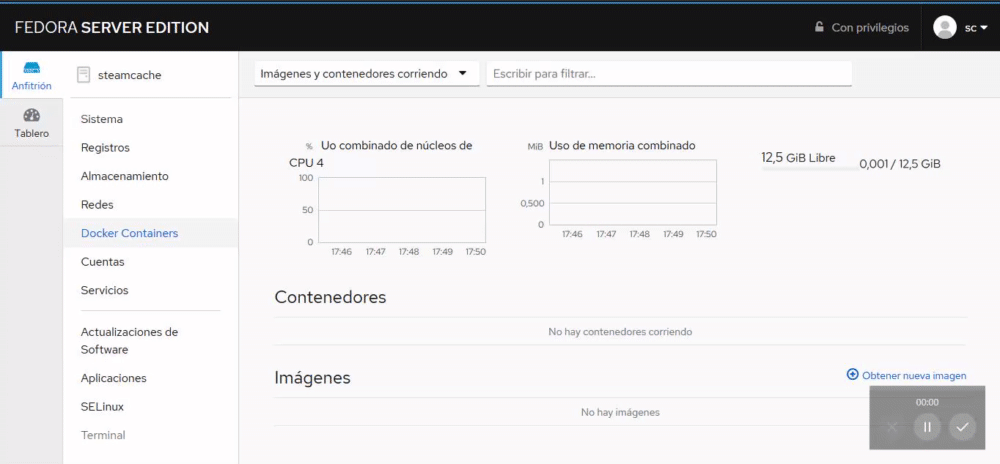 FEDORA SERVER EDITION
Con privilegios
sc
Anfitrión
Tablero
steamcache
Sistema
Registros
Almacenamiento
Redes
Docker Containers
Cuentas
Servicios
Actualizaciones de
Software
Aplicaciones
SELinux
Terminal
Imágenes y contenedores corriendo
Escribir para filtrar...
% Uo combinado de núcleos de
CPU 4
100
50
0
17:46 17:47 17:48 17:49 17:50
MiB Uso de memoria combinado
1
0,500
0
17:46 17:47 17:48 17:49 17:50
12,5 GiB Libre
0,001 / 12,5 GiB
Contenedores
No hay contenedores corriendo
Imágenes
Obtener nueva imagen
No hay imágenes
00:00